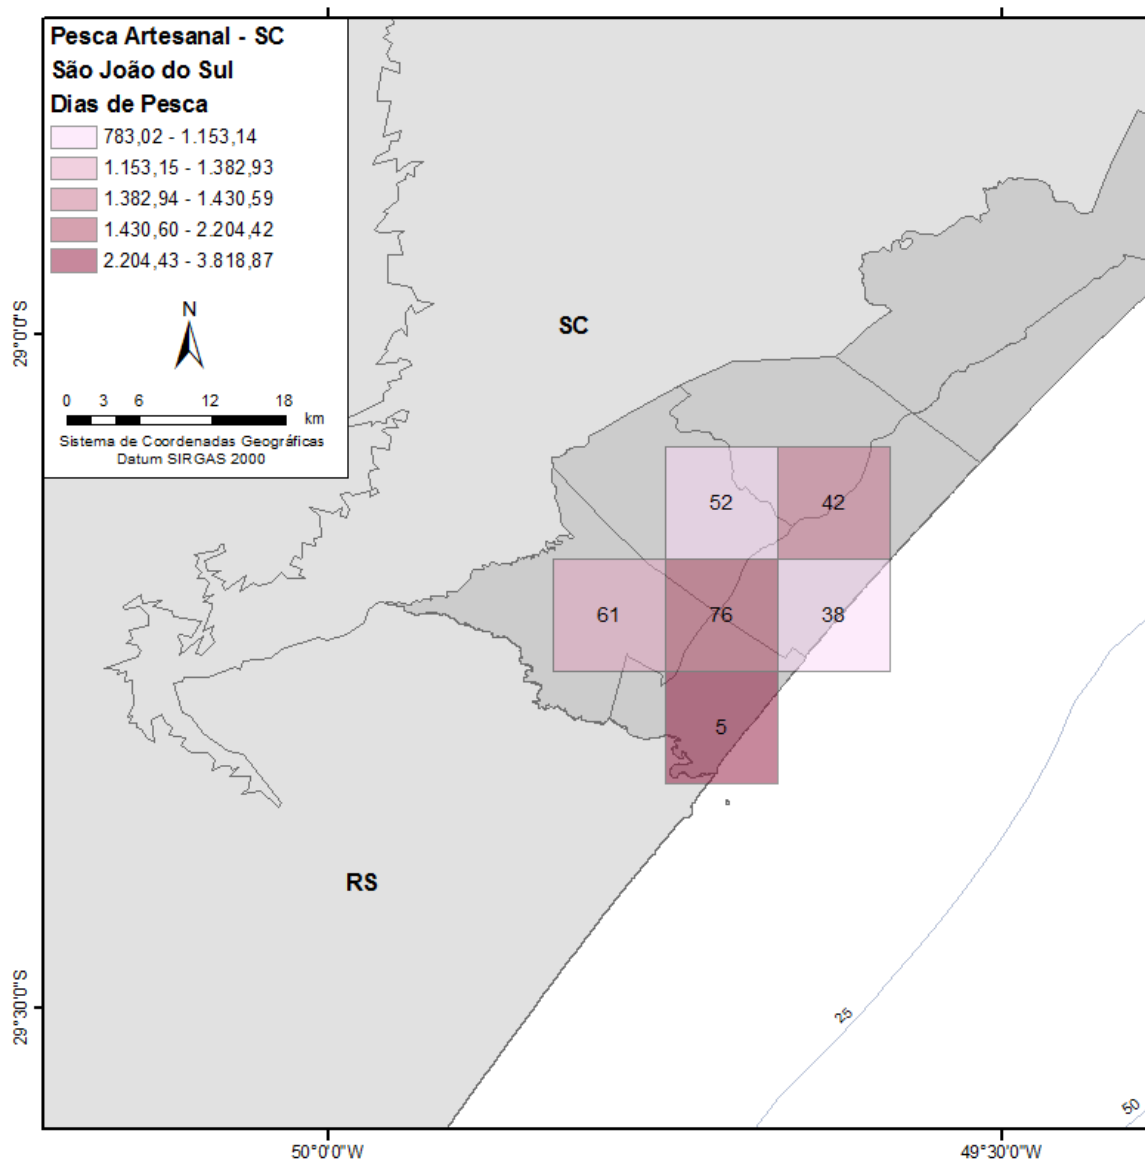 Pesca Artesanal - SC
São João do Sul
Dias de Pesca
783,02 - 1.153,14
1.153,15 - 1.382,93
1.382,94 - 1.430,59
1.430,60 - 2.204,42
2.204,43 - 3.818,87
N
0 3 6 12 18
km
Sistema de Coordenadas Geográficas
Datum SIRGAS 2000
29°0'0"S
SC
52 42
61 76 38
5
RS
29°30'0"S
25
50
50°0'0"W 49°30'0"W